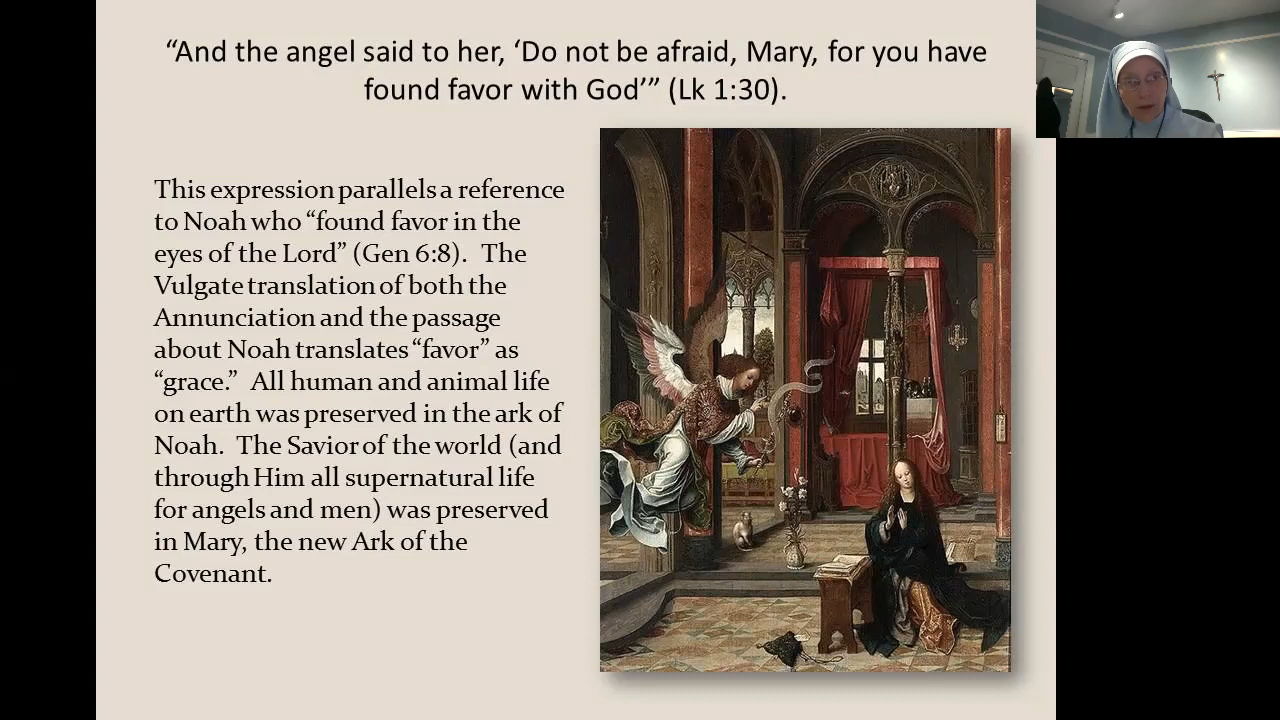 “And the angel said to her, ‘Do not be afraid, Mary, for you have
found favor with God’” (Lk 1:30).
This expression parallels a reference
to Noah who “found favor in the
eyes of the Lord” (Gen 6:8).  The
Vulgate translation of both the
Annunciation and the passage
about Noah translates “favor” as
“grace.”  All human and animal life
on earth was preserved in the ark of
Noah.  The Savior of the world (and
through Him all supernatural life
for angels and men) was preserved
in Mary, the new Ark of the
Covenant.